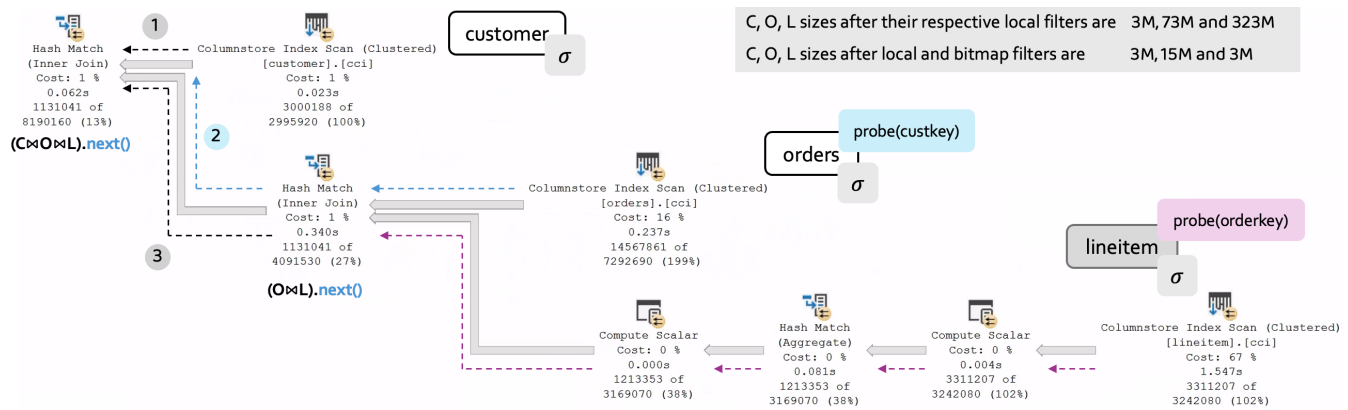 1
Hash Match
(Inner Join)
Cost: 1 %
0.062s
1131041 of
8190160 (13%)
(C⋈O⋈L).next()
Columnstore Index Scan (Clustered)
[customer].[cci]
Cost: 1 %
0.023s
3000188 of
2995920 (100%)
customer
σ
C, O, L sizes after their respective local filters are 3M, 73M and 323M
C, O, L sizes after local and bitmap filters are 3M, 15M and 3M
2
3
Hash Match
(Inner Join)
Cost: 1 %
0.340s
1131041 of
4091530 (27%)
(O⋈L).next()
Columnstore Index Scan (Clustered)
[orders].[cci]
Cost: 16 %
0.237s
14567861 of
7292690 (199%)
orders
probe(custkey)
σ
lineitem
probe(orderkey)
σ
Compute Scalar
Cost: 0 %
0.000s
1213353 of
3169070 (38%)
Hash Match
(Aggregate)
Cost: 0 %
0.081s
1213353 of
3169070 (38%)
Compute Scalar
Cost: 0 %
0.004s
3311207 of
3242080 (102%)
Columnstore Index Scan (Clustered)
[lineitem].[cci]
Cost: 67 %
1.547s
3311207 of
3242080 (102%)